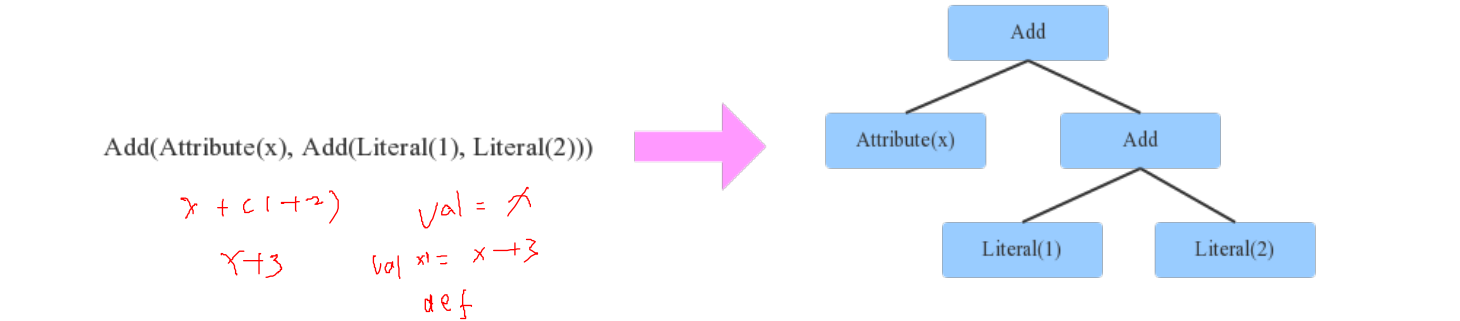 Add(Attribute(x), Add(Literal(1), Literal(2)))
x + (1+2)
x+3
val = x
val x1 = x+3
def
Add
Attribute(x)
Add
Literal(1)
Literal(2)